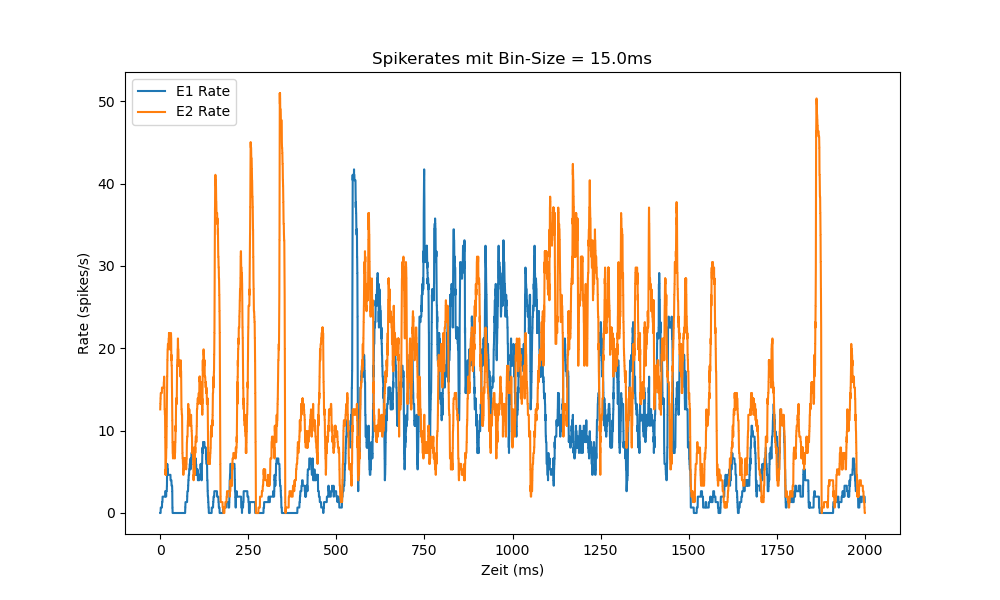 Spikerates mit Bin-Size = 15.0ms
E1 Rate
E2 Rate
Rate (spikes/s)
50
40
30
20
10
0
0 250 500 750 1000 1250 1500 1750 2000
Zeit (ms)